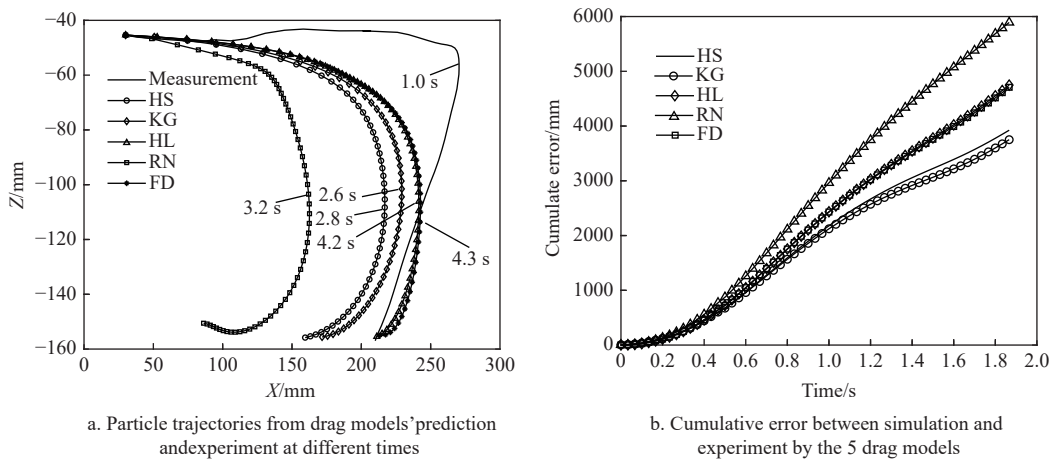 −40
−60
−80
−100
−120
−140
−160
Z/mm
Measurement
HS
KG
HL
RN
FD
1.0 s
2.6 s
3.2 s
2.8 s
4.2 s
4.3 s
0 50 100 150 200 250 300
X/mm
a. Particle trajectories from drag models’prediction
andexperiment at different times
6000
5000
4000
3000
2000
1000
0
Cumulate error/mm
HS
KG
HL
RN
FD
0 0.2 0.4 0.6 0.8 1.0 1.2 1.4 1.6 1.8 2.0
Time/s
b. Cumulative error between simulation and
experiment by the 5 drag models